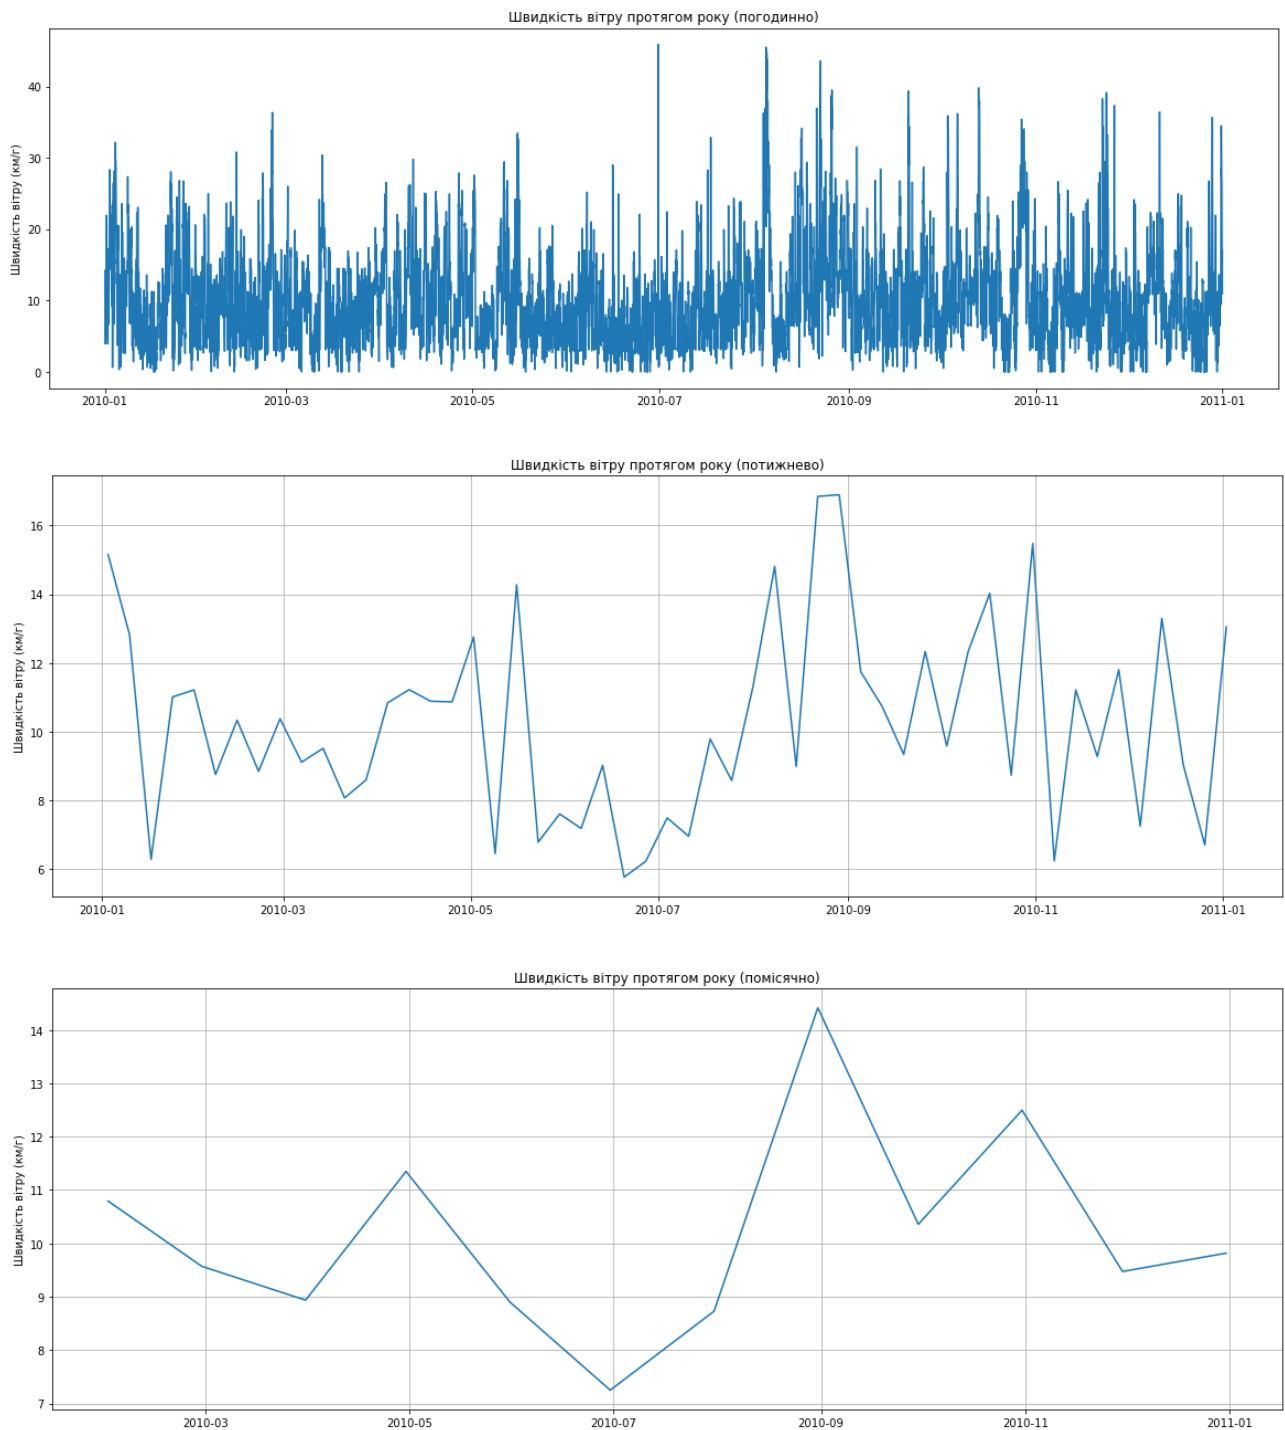 Швидкість вітру протягом року (погодинно)
Швидкість вітру (км/г)
40
30
20
10
0
2010-01 2010-03 2010-05 2010-07 2010-09 2010-11 2011-01
Швидкість вітру протягом року (потижнево)
Швидкість вітру (км/г)
16
14
12
10
8
6
2010-01 2010-03 2010-05 2010-07 2010-09 2010-11 2011-01
Швидкість вітру протягом року (помісячно)
Швидкість вітру (км/г)
14
13
12
11
10
9
8
7
2010-03 2010-05 2010-07 2010-09 2010-11 2011-01